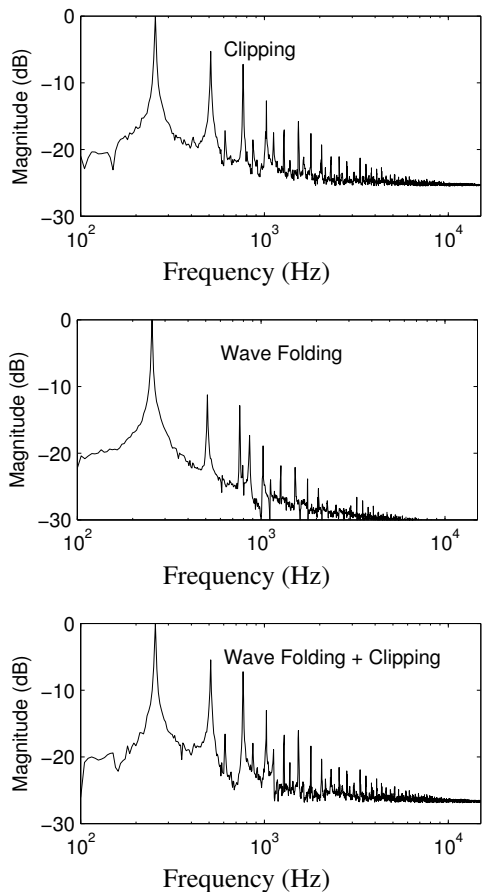 0
Clipping
−10
−20
−30
Magnitude (dB)
10^2
10^3
10^4
Frequency (Hz)
0
Wave Folding
−10
−20
−30
Magnitude (dB)
10^2
10^3
10^4
Frequency (Hz)
0
Wave Folding + Clipping
−10
−20
−30
Magnitude (dB)
10^2
10^3
10^4
Frequency (Hz)